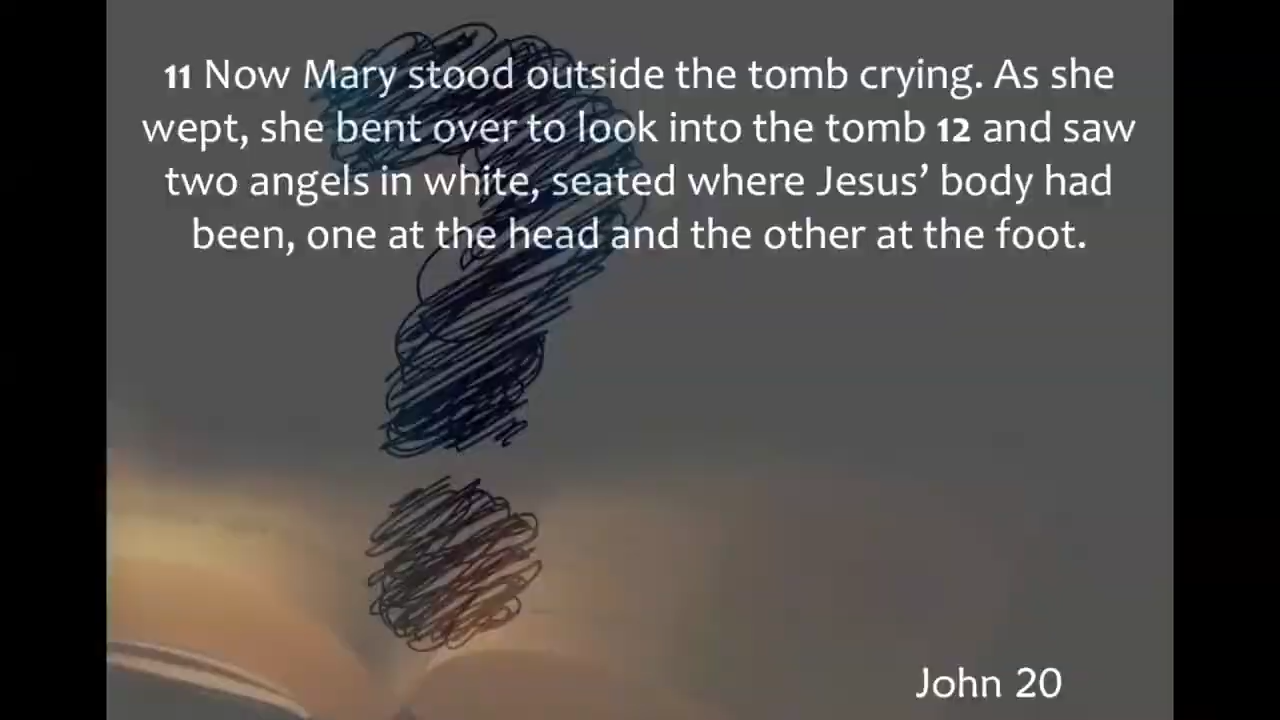 11 Now Mary stood outside the tomb crying. As she
wept, she bent over to look into the tomb 12 and saw
two angels in white, seated where Jesus’ body had
been, one at the head and the other at the foot.
John 20